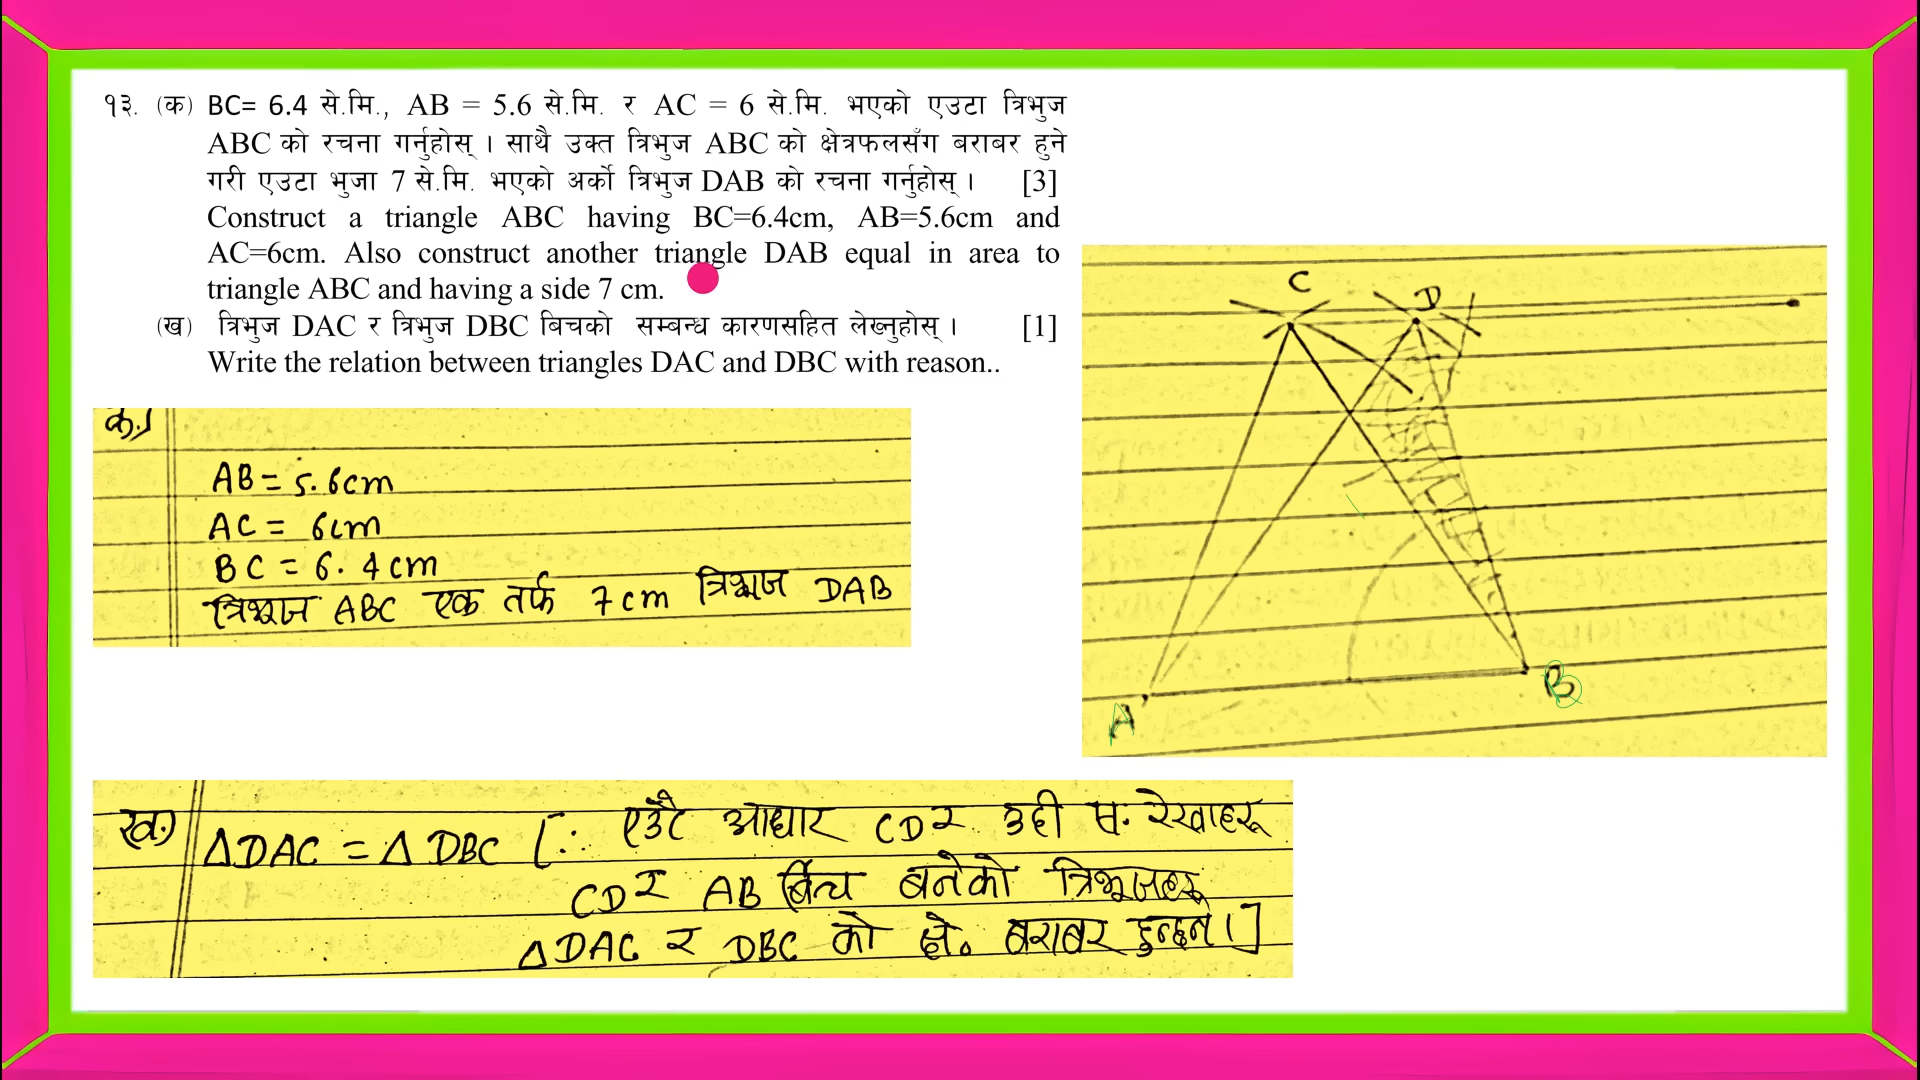 १३. (क) BC= 6.4 से.मि., AB = 5.6 से.मि. र AC = 6 से.मि. भएको एउटा त्रिभुज
ABC को रचना गर्नुहोस् । साथै उक्त त्रिभुज ABC को क्षेत्रफलसँग बराबर हुने
गरी एउटा भुजा 7 से.मि. भएको अर्को त्रिभुज DAB को रचना गर्नुहोस् । [3]
Construct a triangle ABC having BC=6.4cm, AB=5.6cm and
AC=6cm. Also construct another triangle DAB equal in area to
triangle ABC and having a side 7 cm.
(ख) त्रिभुज DAC र त्रिभुज DBC बिचको सम्बन्ध कारणसहित लेख्नुहोस् । [1]
Write the relation between triangles DAC and DBC with reason..
क.)
AB = 5.6cm
AC = 6cm
BC = 6.4cm
त्रिभुज ABC एक तर्फ 7cm त्रिभुज DAB
C
D
A
B
ख.) ΔDAC = Δ DBC [∵ एउटै आधार CD र उही स. रेखाहरू
CD र AB बिच बनेको त्रिभुजहरू
ΔDAC र DBC को क्षे. बराबर हुन्छन् ।]